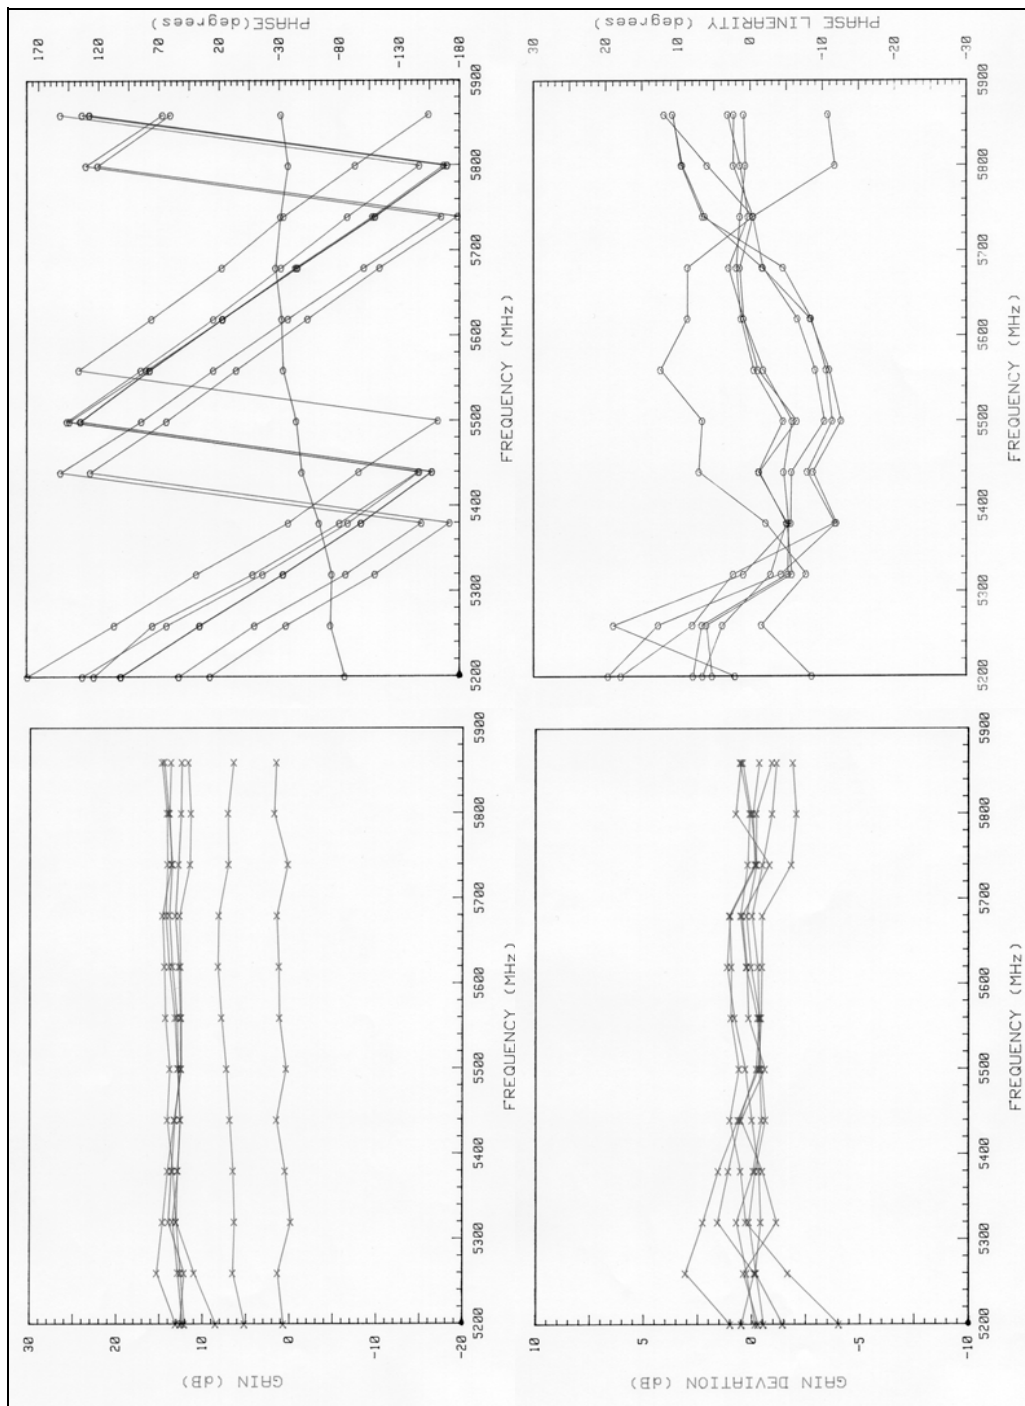 GAIN (dB)
30
20
10
0
-10
-20
5200 5300 5400 5500 5600 5700 5800 5900
FREQUENCY (MHz)
PHASE(degrees)
170
120
70
20
-30
-80
-130
-180
5200 5300 5400 5500 5600 5700 5800 5900
FREQUENCY (MHz)
GAIN DEVIATION (dB)
10
5
0
-5
-10
5200 5300 5400 5500 5600 5700 5800 5900
FREQUENCY (MHz)
PHASE LINEARITY (degrees)
30
20
10
0
-10
-20
-30
5200 5300 5400 5500 5600 5700 5800 5900
FREQUENCY (MHz)